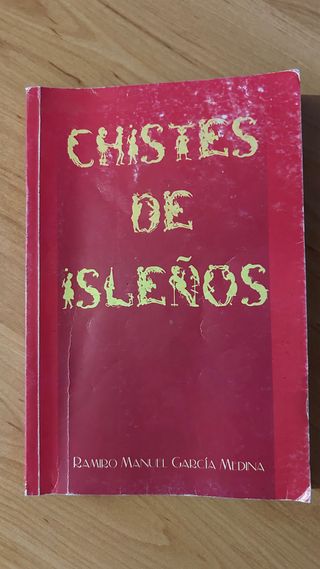 CHISTES
DE
ISLEÑOS
RAMIRO MANUEL GARCÍA MEDINA